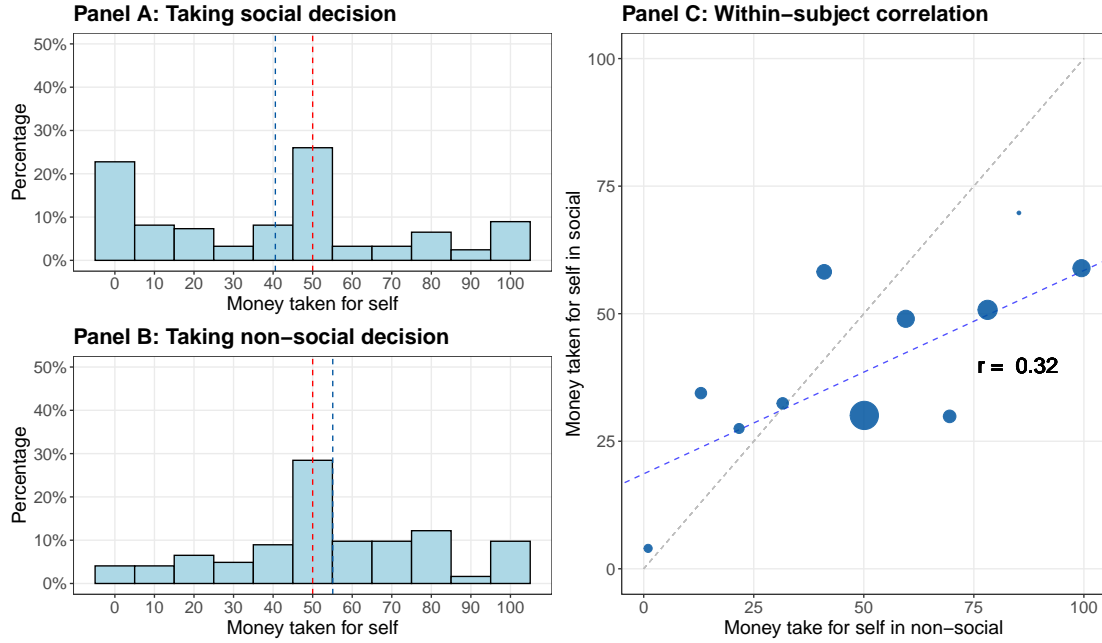 Panel A: Taking social decision
50%
40%
30%
20%
10%
0%
Percentage
0 10 20 30 40 50 60 70 80 90 100
Money taken for self
Panel B: Taking non−social decision
50%
40%
30%
20%
10%
0%
Percentage
0 10 20 30 40 50 60 70 80 90 100
Money taken for self
Panel C: Within−subject correlation
100
75
50
25
0
Money taken for self in social
r = 0.32
0 25 50 75 100
Money take for self in non−social